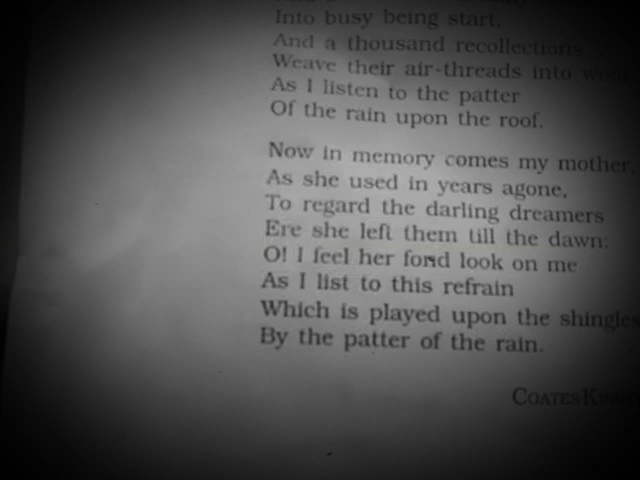 Into busy being start,
And a thousand recollections
Weave their air-threads into woof
As I listen to the patter
Of the rain upon the roof.
Now in memory comes my mother,
As she used in years agone,
To regard the darling dreamers
Ere she left them till the dawn:
O! I feel her fond look on me
As I list to this refrain
Which is played upon the shingles
By the patter of the rain.
COATES